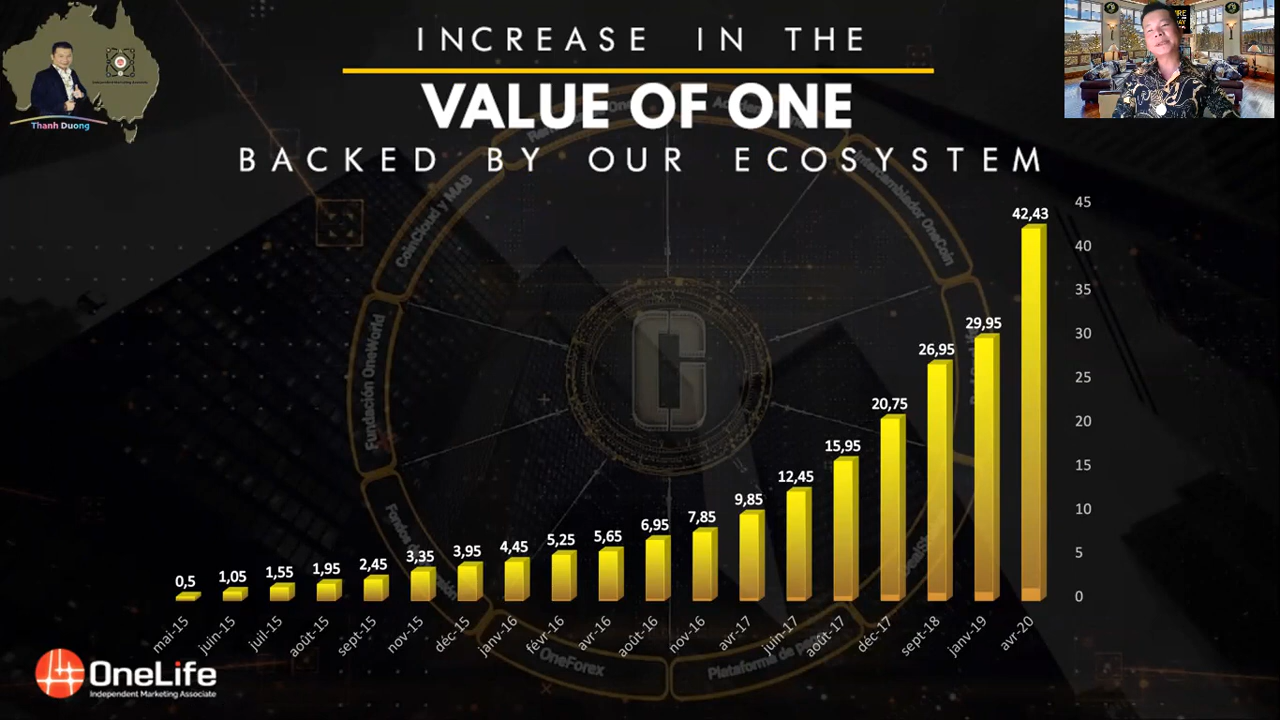 INCREASE IN THE
VALUE OF ONE
BACKED BY OUR ECOSYSTEM
Thanh Duong
CoinCloud y MAB
Intercambiador OneCoin
Fundación OneWorld
OneForex
Plataforma de
45
40
35
30
25
20
15
10
5
0
0,5
1,05
1,55
1,95
2,45
3,35
3,95
4,45
5,25
5,65
6,95
7,85
9,85
12,45
15,95
20,75
26,95
29,95
42,43
mai-15
juin-15
juil-15
août-15
sept-15
nov-15
déc-15
janv-16
févr-16
avr-16
août-16
nov-16
avr-17
juin-17
août-17
déc-17
sept-18
janv-19
avr-20
OneLife
Independent Marketing Associate